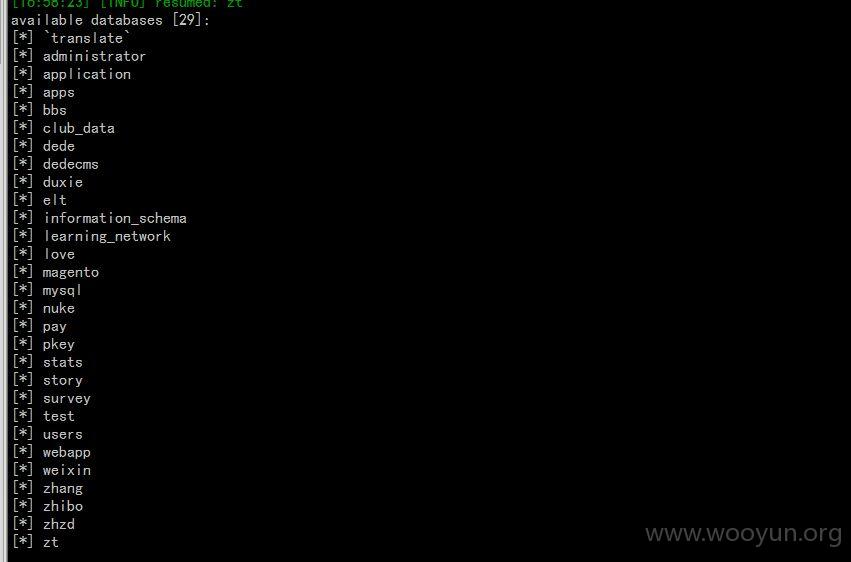 [16:58:23] [INFO] resumed: zt
available databases [29]:
[*] `translate`
[*] administrator
[*] application
[*] apps
[*] bbs
[*] club_data
[*] dede
[*] dedecms
[*] duxie
[*] elt
[*] information_schema
[*] learning_network
[*] love
[*] magento
[*] mysql
[*] nuke
[*] pay
[*] pkey
[*] stats
[*] story
[*] survey
[*] test
[*] users
[*] webapp
[*] weixin
[*] zhang
[*] zhibo
[*] zhzd
[*] zt
www.wooyun.org